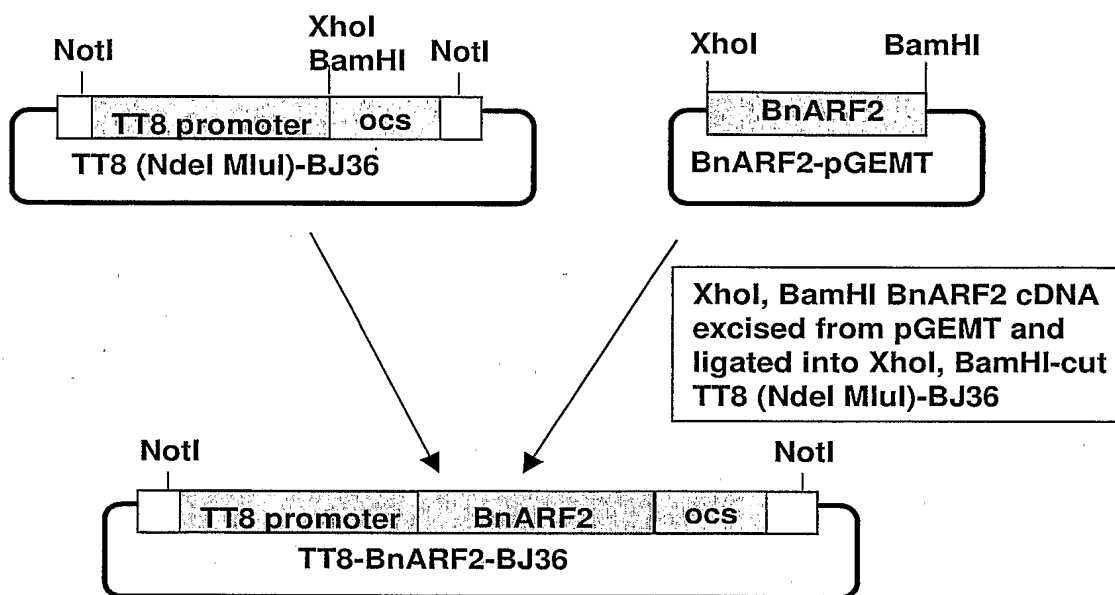 XhoI
NotI
BamHI
NotI
TT8 promoter
ocs
TT8 (NdeI MluI)-BJ36
XhoI
BamHI
BnARF2
BnARF2-pGEMT
XhoI, BamHI BnARF2 cDNA
excised from pGEMT and
ligated into XhoI, BamHI-cut
TT8 (NdeI MluI)-BJ36
NotI
NotI
TT8 promoter
BnARF2
ocs
TT8-BnARF2-BJ36